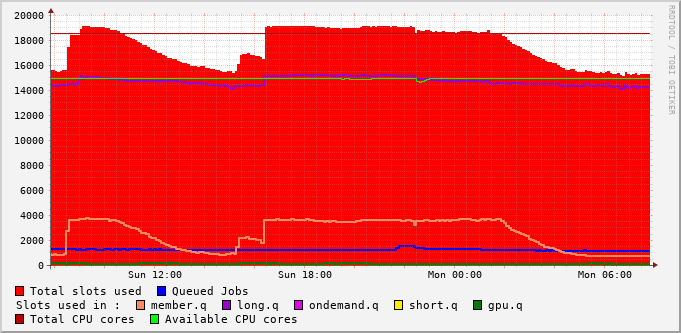 20000
18000
16000
14000
12000
10000
8000
6000
4000
2000
0
Sun 12:00 Sun 18:00 Mon 00:00 Mon 06:00
Total slots used Queued Jobs
Slots used in : member.q long.q ondemand.q short.q gpu.q
Total CPU cores Available CPU cores
RRDTOOL / TOBI OETIKER